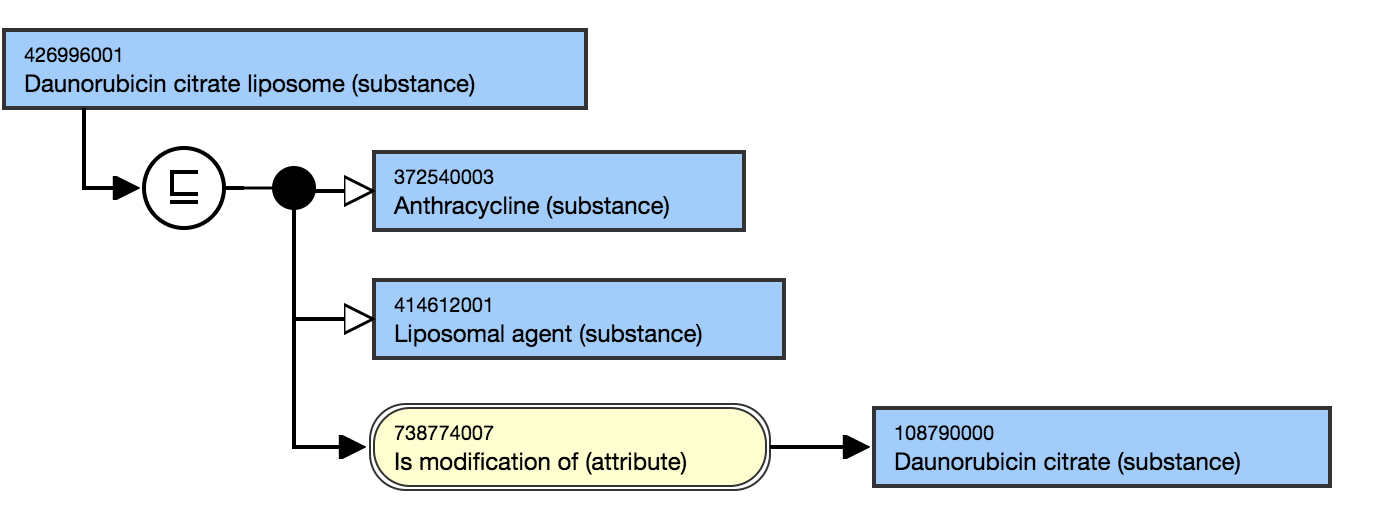 426996001
Daunorubicin citrate liposome (substance)
⊑
372540003
Anthracycline (substance)
414612001
Liposomal agent (substance)
738774007
Is modification of (attribute)
108790000
Daunorubicin citrate (substance)